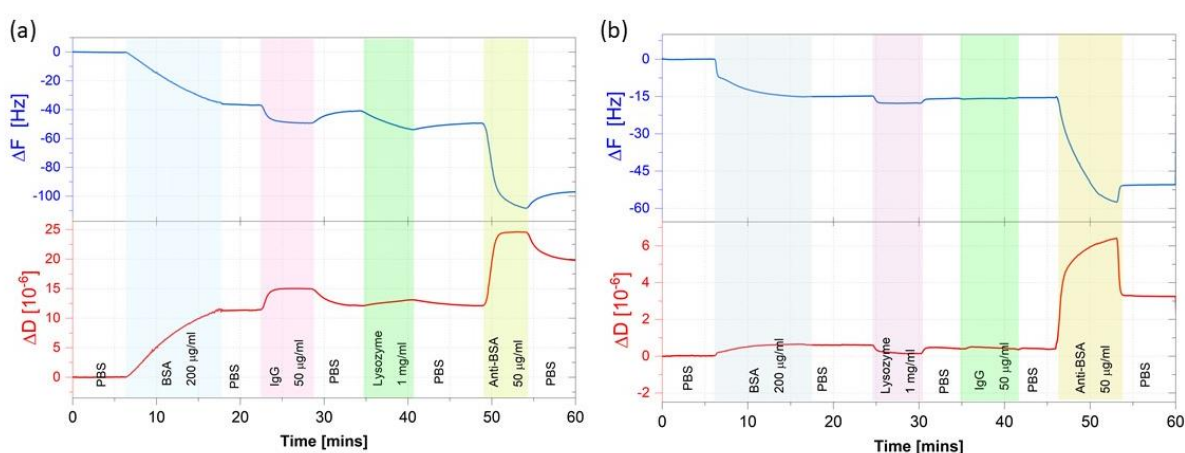 (a)
ΔF [Hz]
0
-20
-40
-60
-80
-100
ΔD [10⁻⁶]
25
20
15
10
5
0
PBS
BSA
200 µg/ml
PBS
IgG
50 µg/ml
PBS
Lysozyme
1 mg/ml
PBS
Anti-BSA
50 µg/ml
PBS
0 10 20 30 40 50 60
Time [mins]
(b)
ΔF [Hz]
0
-15
-30
-45
-60
ΔD [10⁻⁶]
6
4
2
0
-2
PBS
BSA
200 µg/ml
PBS
Lysozyme
1 mg/ml
PBS
IgG
50 µg/ml
PBS
Anti-BSA
50 µg/ml
PBS
0 10 20 30 40 50 60
Time [mins]